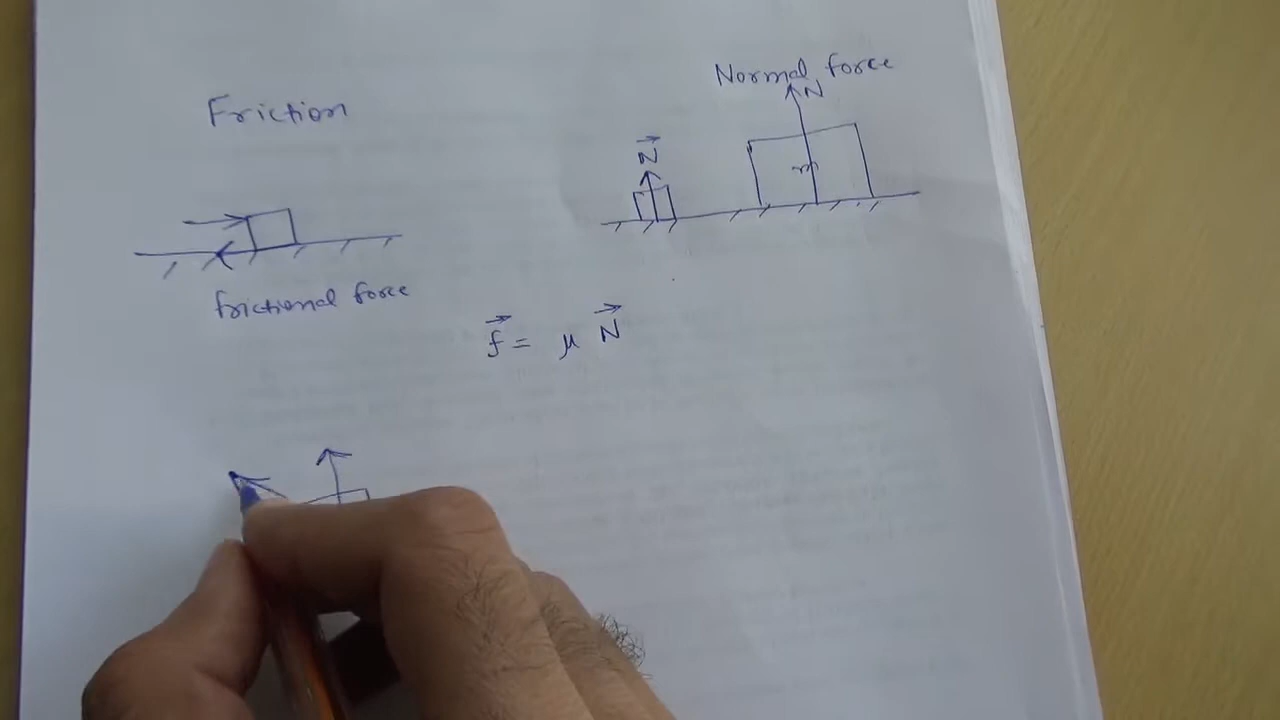 Friction
frictional force
Normal force
N
N⃗
m
f⃗ = μ N⃗